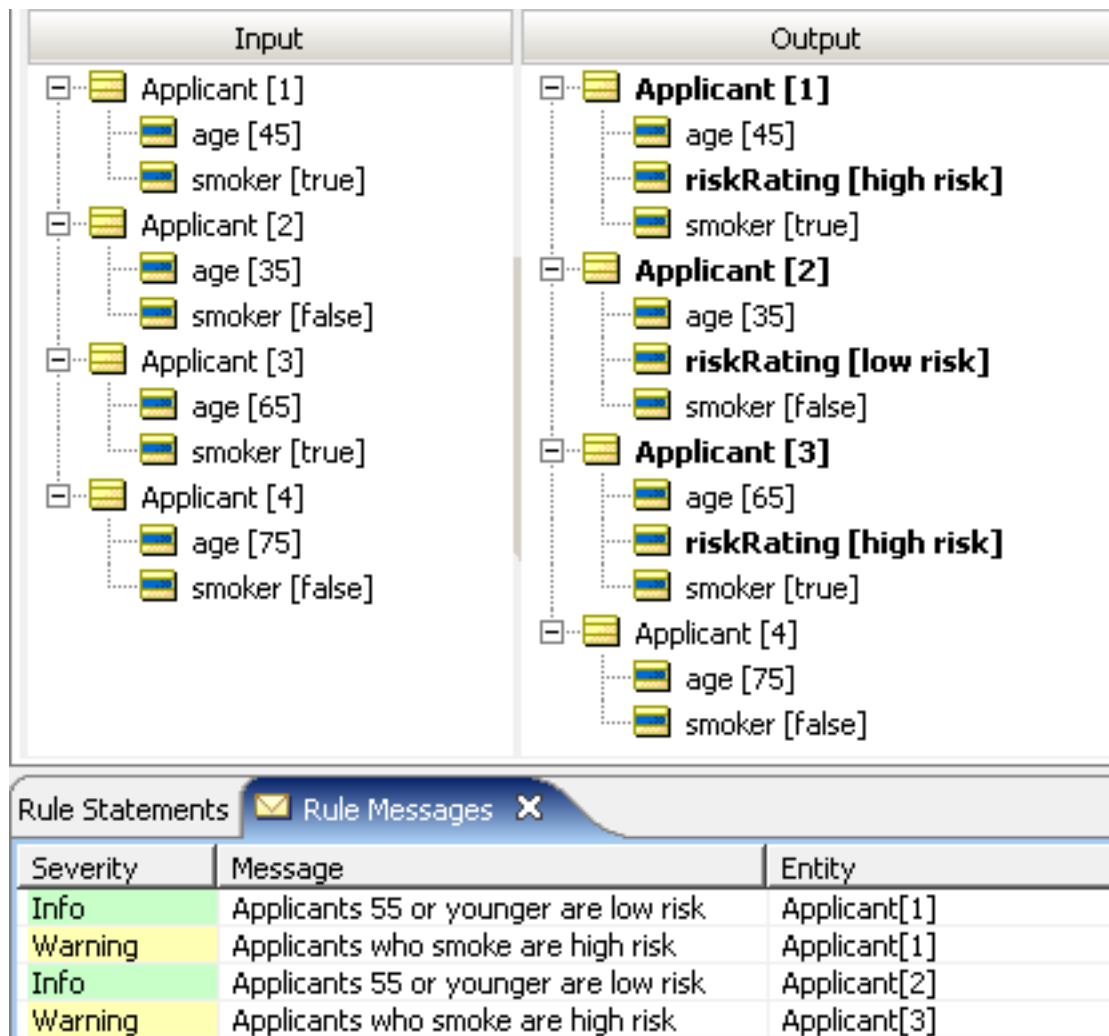 Input
Applicant [1]
age [45]
smoker [true]
Applicant [2]
age [35]
smoker [false]
Applicant [3]
age [65]
smoker [true]
Applicant [4]
age [75]
smoker [false]
Output
Applicant [1]
age [45]
riskRating [high risk]
smoker [true]
Applicant [2]
age [35]
riskRating [low risk]
smoker [false]
Applicant [3]
age [65]
riskRating [high risk]
smoker [true]
Applicant [4]
age [75]
smoker [false]
Rule Statements Rule Messages
Severity Message Entity
Info Applicants 55 or younger are low risk Applicant[1]
Warning Applicants who smoke are high risk Applicant[1]
Info Applicants 55 or younger are low risk Applicant[2]
Warning Applicants who smoke are high risk Applicant[3]